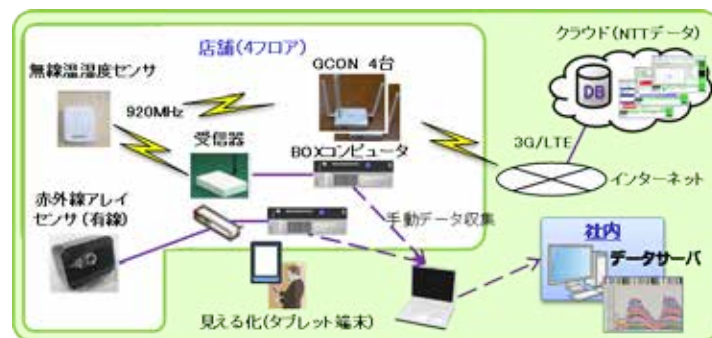 店舗(4フロア)
クラウド(NTTデータ)
無線温湿度センサ
GCON 4台
DB
920MHz
受信器
BOXコンピュータ
3G/LTE
インターネット
赤外線アレイ
センサ(有線)
手動データ収集
社内
データサーバ
見える化(タブレット端末)